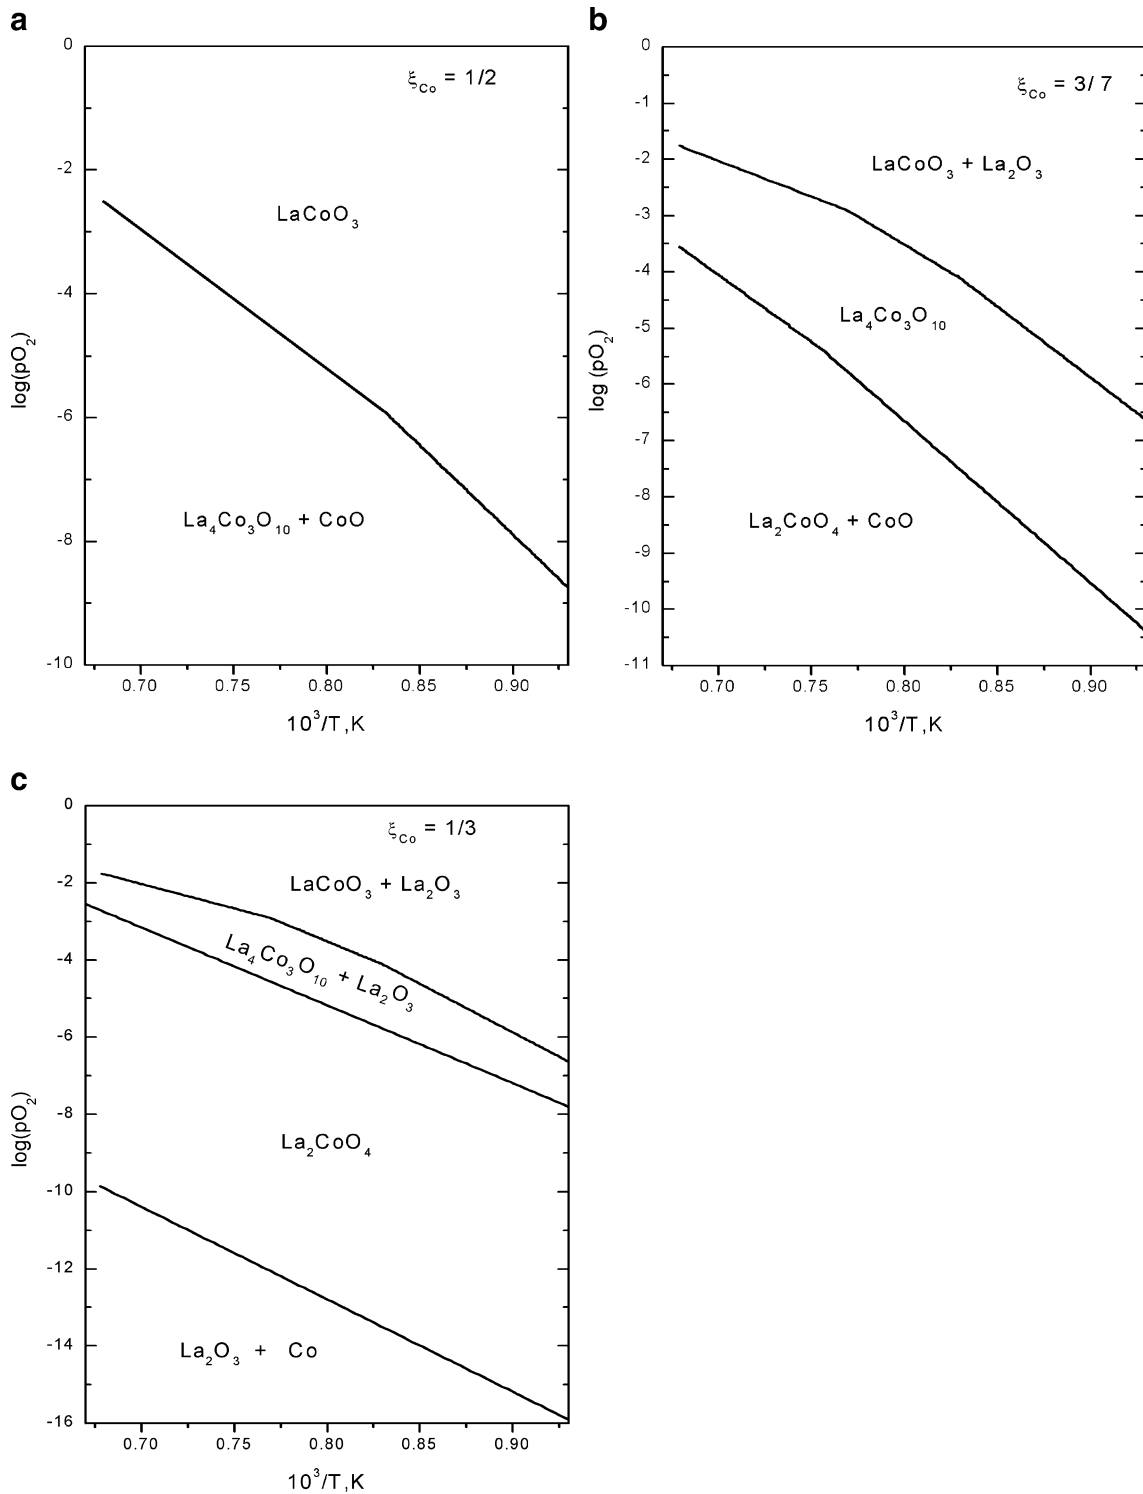 a
ξCo = 1/2
LaCoO3
La4Co3O10 + CoO
0
-2
-4
-6
-8
-10
log(pO2)
0.70 0.75 0.80 0.85 0.90
10^3/T,K
b
ξCo = 3/7
LaCoO3 + La2O3
La4Co3O10
La2CoO4 + CoO
0
-1
-2
-3
-4
-5
-6
-7
-8
-9
-10
-11
log (pO2)
0.70 0.75 0.80 0.85 0.90
10^3/T,K
c
ξCo = 1/3
LaCoO3 + La2O3
La4Co3O10 + La2O3
La2CoO4
La2O3 + Co
0
-2
-4
-6
-8
-10
-12
-14
-16
log(pO2)
0.70 0.75 0.80 0.85 0.90
10^3/T,K